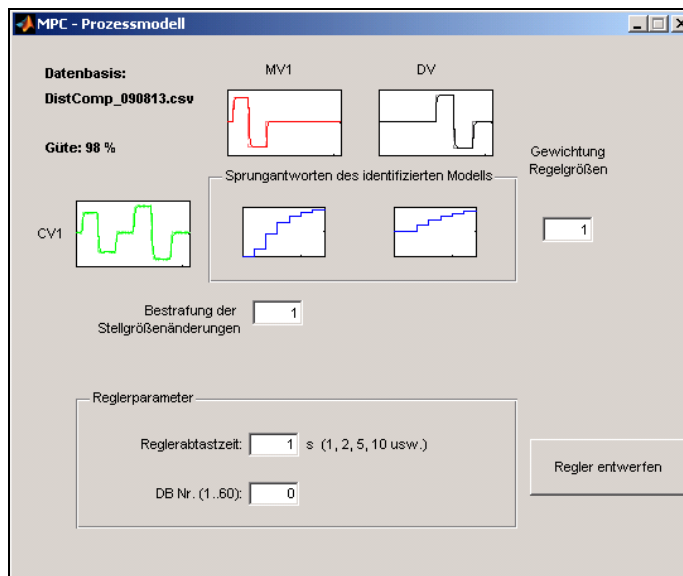 MPC - Prozessmodell
Datenbasis:
DistComp_090813.csv
Güte: 98 %
MV1
DV
Gewichtung
Regelgrößen
Sprungantworten des identifizierten Modells
CV1
1
Bestrafung der
Stellgrößenänderungen
1
Reglerparameter
Reglerabtastzeit:
1
s (1, 2, 5, 10 usw.)
DB Nr. (1..60):
0
Regler entwerfen